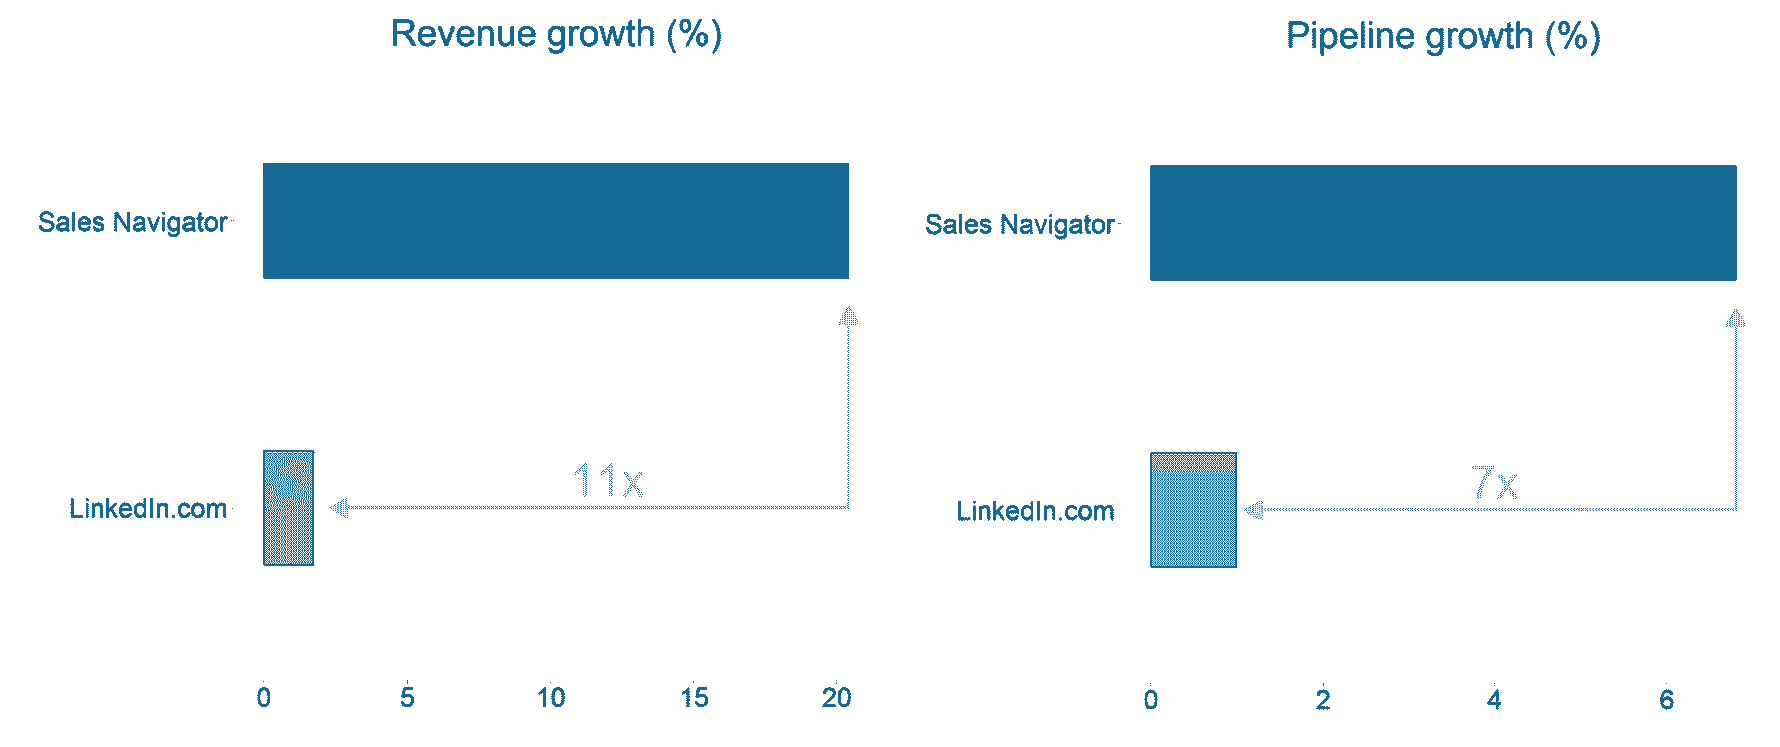 Revenue growth (%)
Sales Navigator
LinkedIn.com
11x
0 5 10 15 20
Pipeline growth (%)
Sales Navigator
LinkedIn.com
7x
0 2 4 6